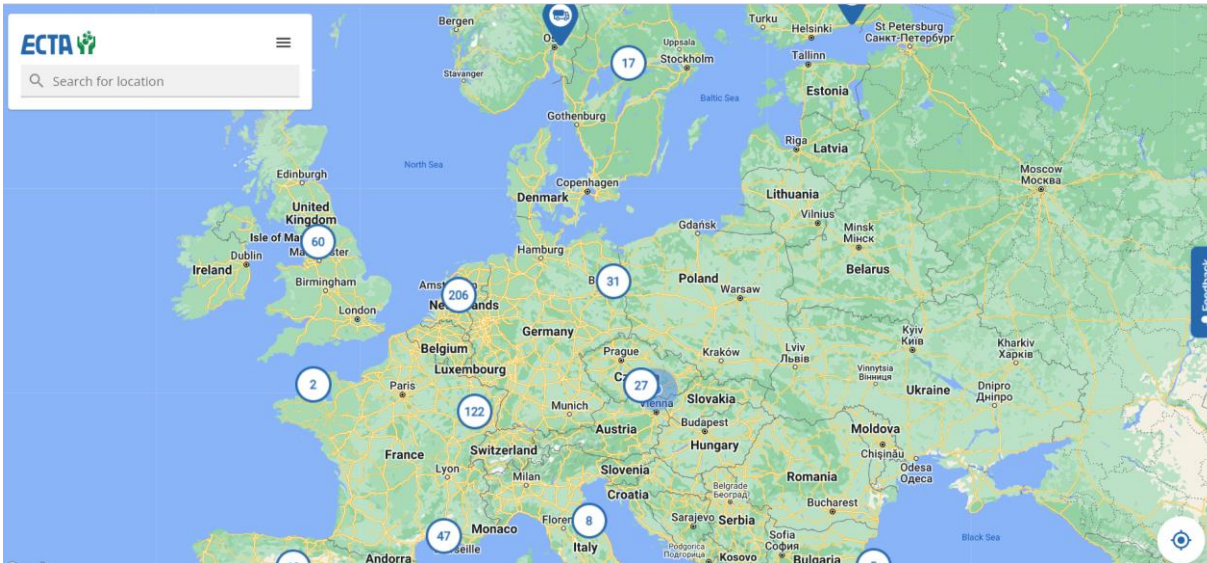 ECTA
Search for location
Bergen
Os
Stavanger
Uppsala
Stockholm
17
Turku
Helsinki
Tallinn
Estonia
St Petersburg
Санкт-Петербург
Baltic Sea
Gothenburg
Riga
Latvia
North Sea
Edinburgh
Copenhagen
Denmark
Lithuania
Vilnius
Moscow
Москва
United
Kingdom
Isle of Ma
60
Dublin
Ireland
Birmingham
London
Hamburg
Gdańsk
Minsk
Мінск
Belarus
206
31
Poland
Warsaw
Germany
Belgium
Luxembourg
Prague
Kraków
Lviv
Львів
Kyiv
Київ
Kharkiv
Харків
Feedback
2
Paris
122
27
Vienna
Slovakia
Vinnytsia
Вінниця
Ukraine
Dnipro
Дніпро
Munich
Austria
Budapest
Hungary
Moldova
Chișinău
Odesa
Одеса
France
Switzerland
Lyon
Milan
Slovenia
Croatia
Romania
Bucharest
Belgrade
Београд
47
Monaco
8
Italy
Sarajevo
Serbia
Sofia
София
Black Sea
Andorra
Podgorica
Подгорица
Kosovo
Bulgaria